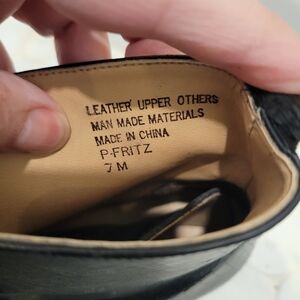 LEATHER UPPER OTHERS
MAN MADE MATERIALS
MADE IN CHINA
P-FRITZ
7 M